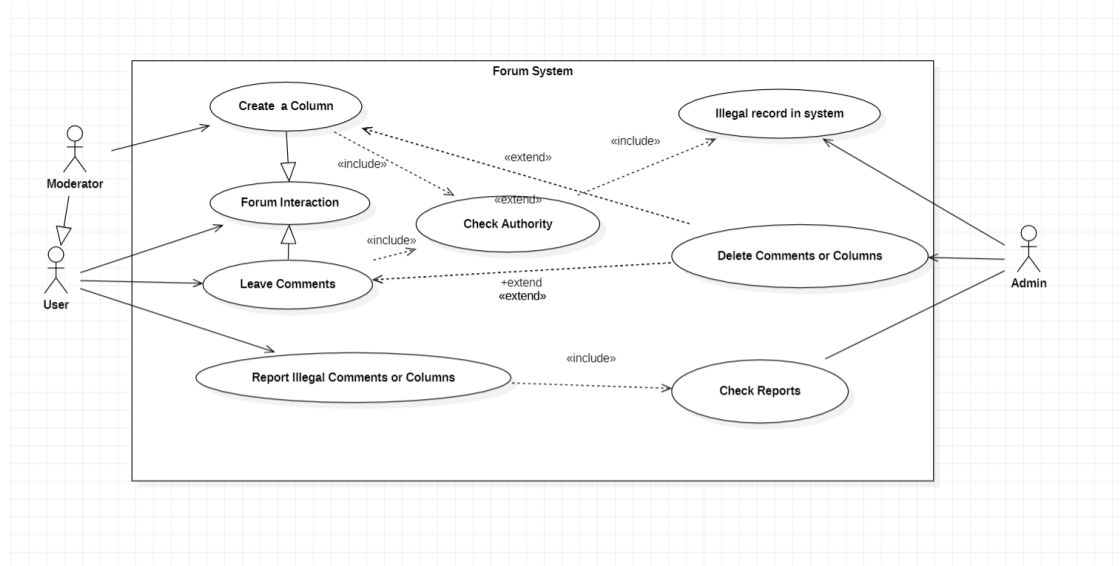 Forum System
Create  a Column
Illegal record in system
Moderator
«include»
«extend»
«include»
Forum Interaction
«extend»
Check Authority
«include»
Leave Comments
Delete Comments or Columns
+extend
«extend»
User
Admin
Report Illegal Comments or Columns
«include»
Check Reports